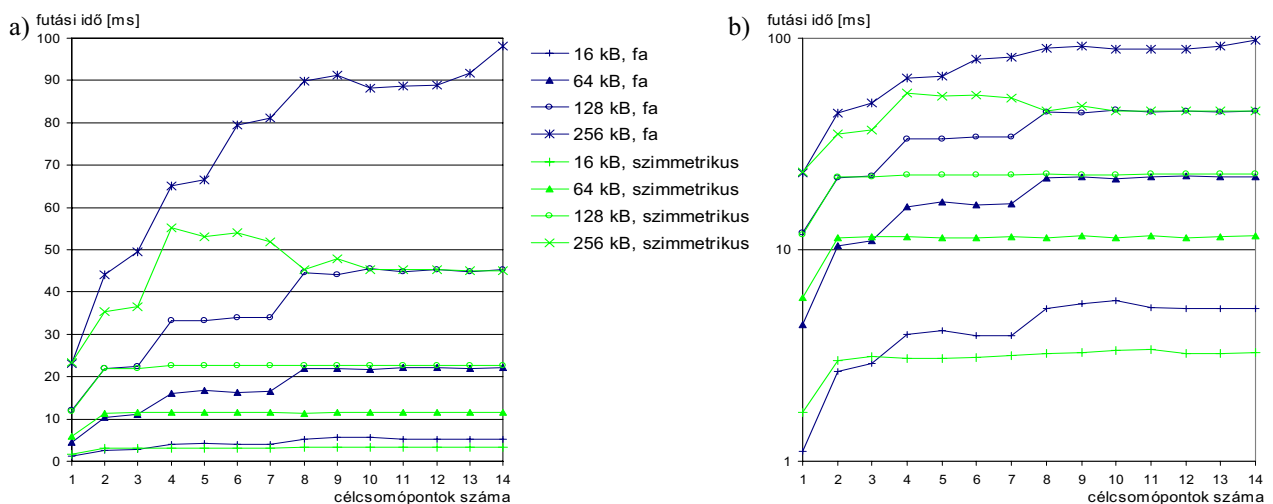 a)
futási idő [ms]
100
90
80
70
60
50
40
30
20
10
0
1 2 3 4 5 6 7 8 9 10 11 12 13 14
célcsomópontok száma
16 kB, fa
64 kB, fa
128 kB, fa
256 kB, fa
16 kB, szimmetrikus
64 kB, szimmetrikus
128 kB, szimmetrikus
256 kB, szimmetrikus
b)
futási idő [ms]
100
10
1
1 2 3 4 5 6 7 8 9 10 11 12 13 14
célcsomópontok száma